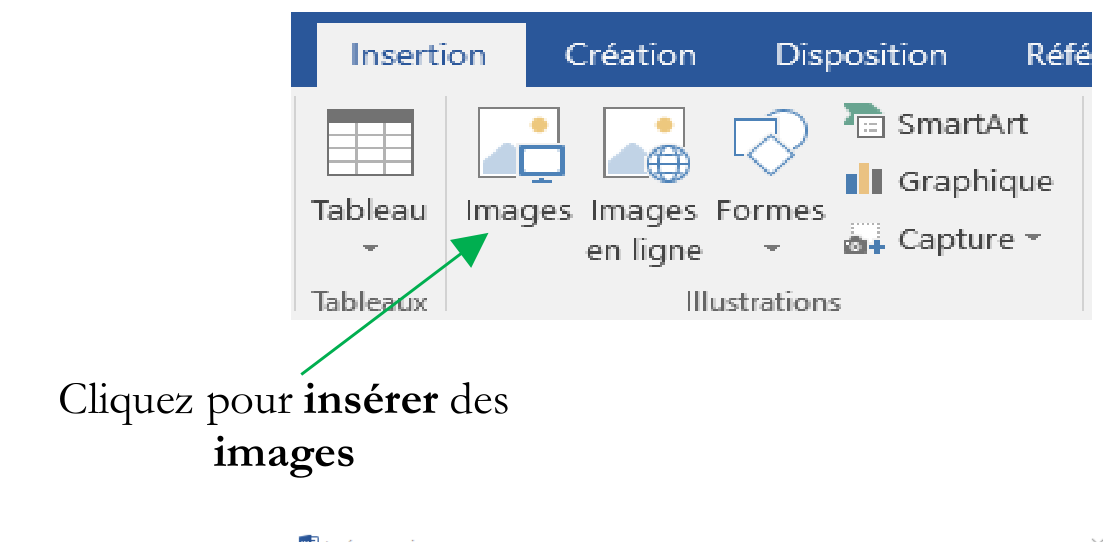 Insertion Création Disposition Réfé
SmartArt
Graphique
Tableau Images Images Formes
en ligne
Capture
Tableaux Illustrations
Cliquez pour insérer des
images